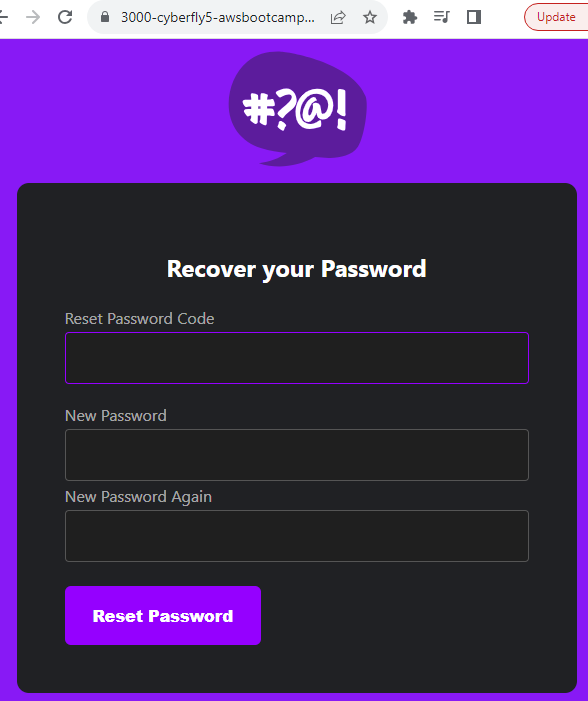 3000-cyberfly5-awsbootcamp...
Update
#?@!
Recover your Password
Reset Password Code
New Password
New Password Again
Reset Password